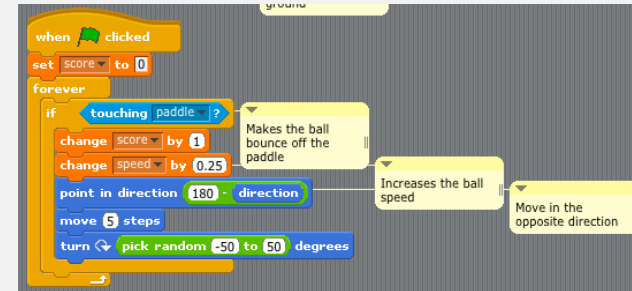 ground
when clicked
set score to 0
forever
if touching paddle ?
change score by 1
change speed by 0.25
point in direction 180 - direction
move 5 steps
turn pick random -50 to 50 degrees
Makes the ball
bounce off the
paddle
Increases the ball
speed
Move in the
opposite direction